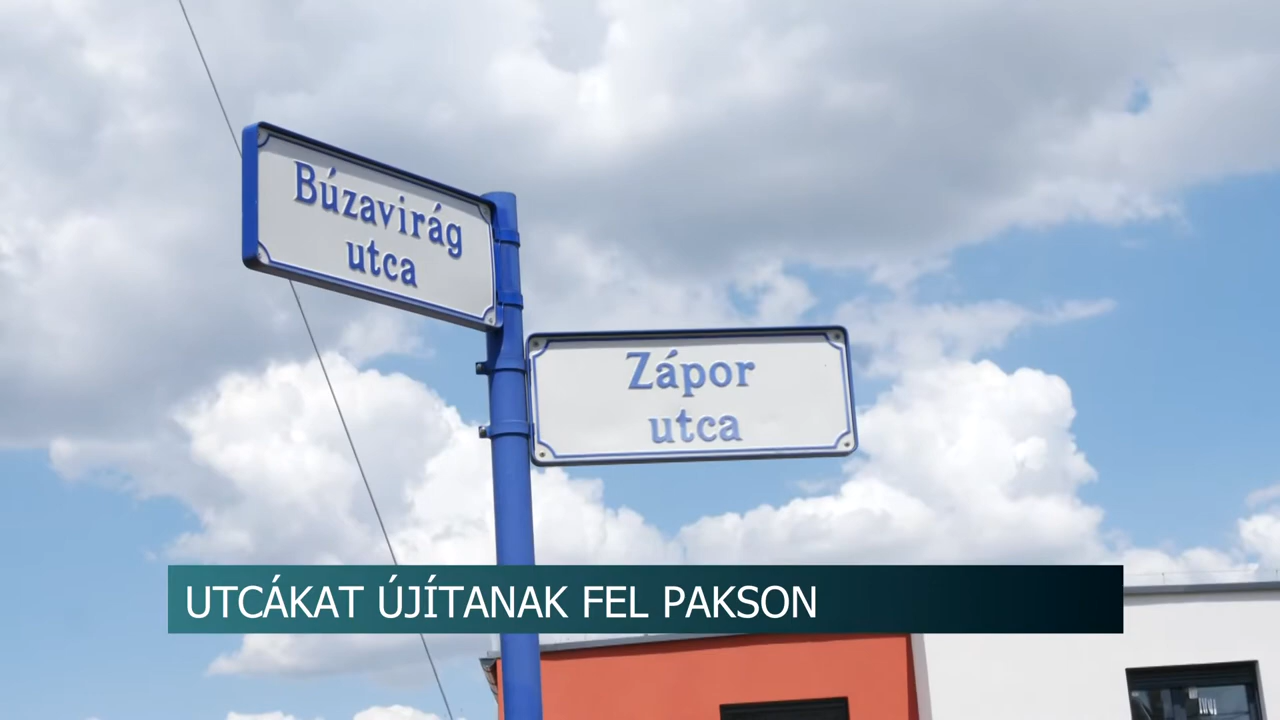 Búzavirág
utca
Zápor
utca
UTCÁKAT ÚJÍTANAK FEL PAKSON